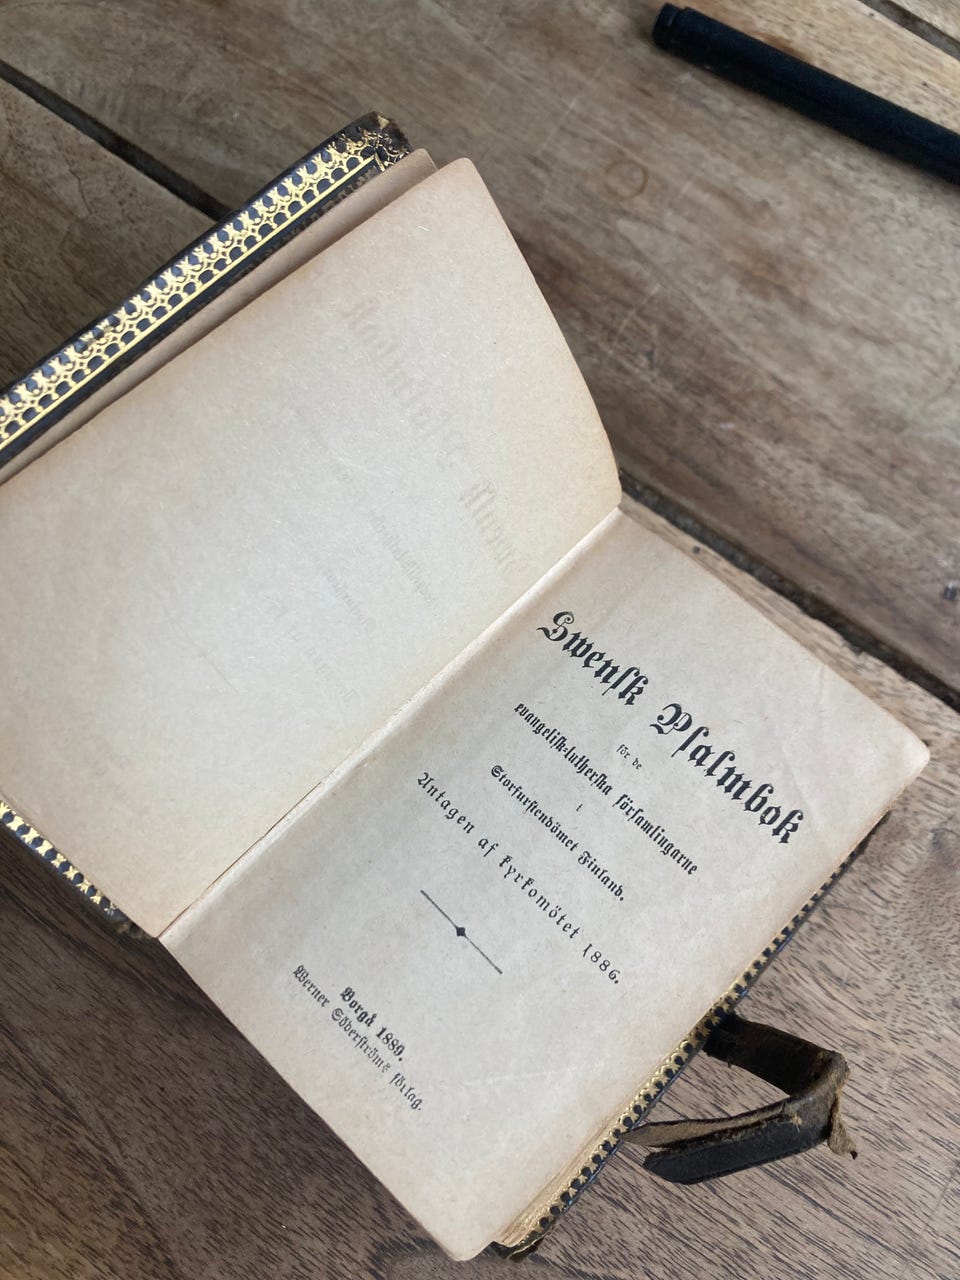 Swensk Psalmbok
för de
evangelisk-lutherska församlingarne
i
Storfurstendömet Finland.
Antagen af kyrkomötet 1886.
Borgå 1889.
Werner Söderströms förlag.